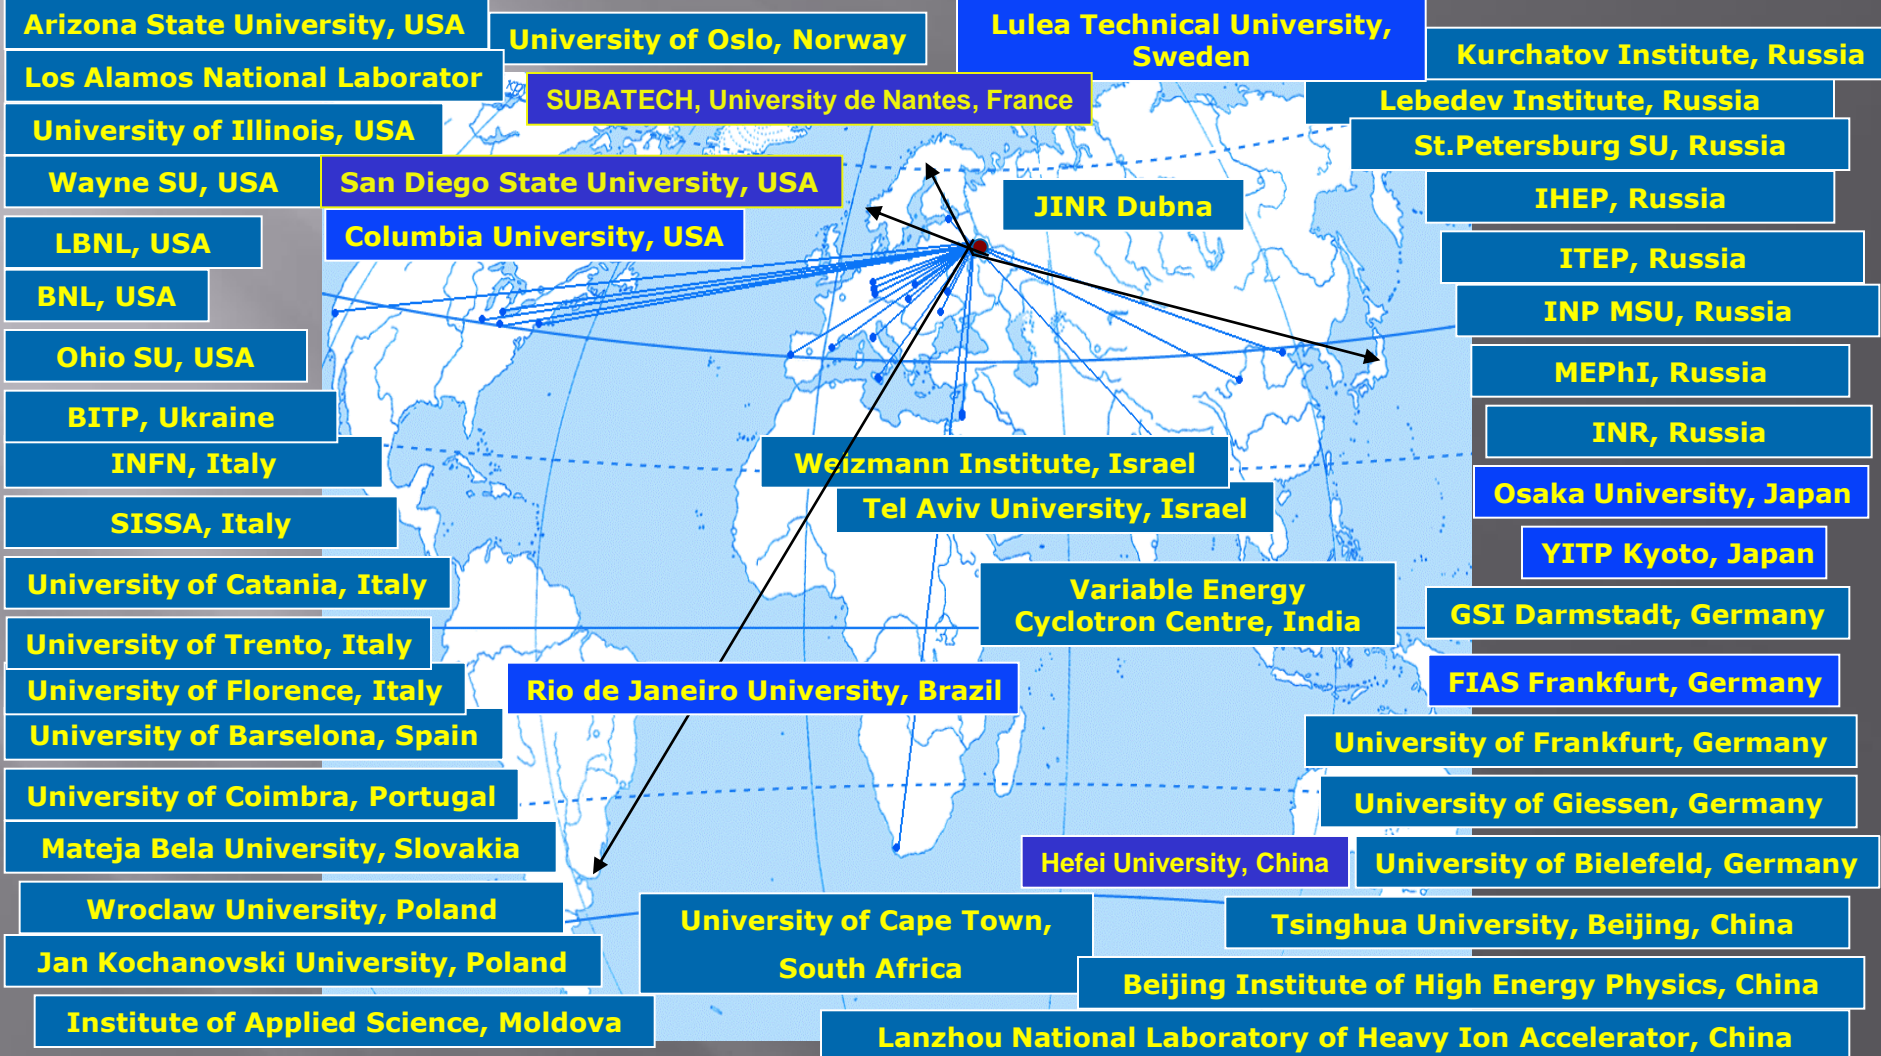 Arizona State University, USA
University of Oslo, Norway
Lulea Technical University,
Sweden
Kurchatov Institute, Russia
Los Alamos National Laborator
SUBATECH, University de Nantes, France
Lebedev Institute, Russia
University of Illinois, USA
St.Petersburg SU, Russia
Wayne SU, USA
San Diego State University, USA
JINR Dubna
IHEP, Russia
LBNL, USA
Columbia University, USA
ITEP, Russia
BNL, USA
INP MSU, Russia
Ohio SU, USA
MEPhI, Russia
BITP, Ukraine
INR, Russia
INFN, Italy
Weizmann Institute, Israel
Osaka University, Japan
SISSA, Italy
Tel Aviv University, Israel
YITP Kyoto, Japan
University of Catania, Italy
Variable Energy
Cyclotron Centre, India
GSI Darmstadt, Germany
University of Trento, Italy
University of Florence, Italy
Rio de Janeiro University, Brazil
FIAS Frankfurt, Germany
University of Barselona, Spain
University of Frankfurt, Germany
University of Coimbra, Portugal
University of Giessen, Germany
Mateja Bela University, Slovakia
Hefei University, China
University of Bielefeld, Germany
Wroclaw University, Poland
University of Cape Town,
South Africa
Tsinghua University, Beijing, China
Jan Kochanovski University, Poland
Beijing Institute of High Energy Physics, China
Institute of Applied Science, Moldova
Lanzhou National Laboratory of Heavy Ion Accelerator, China